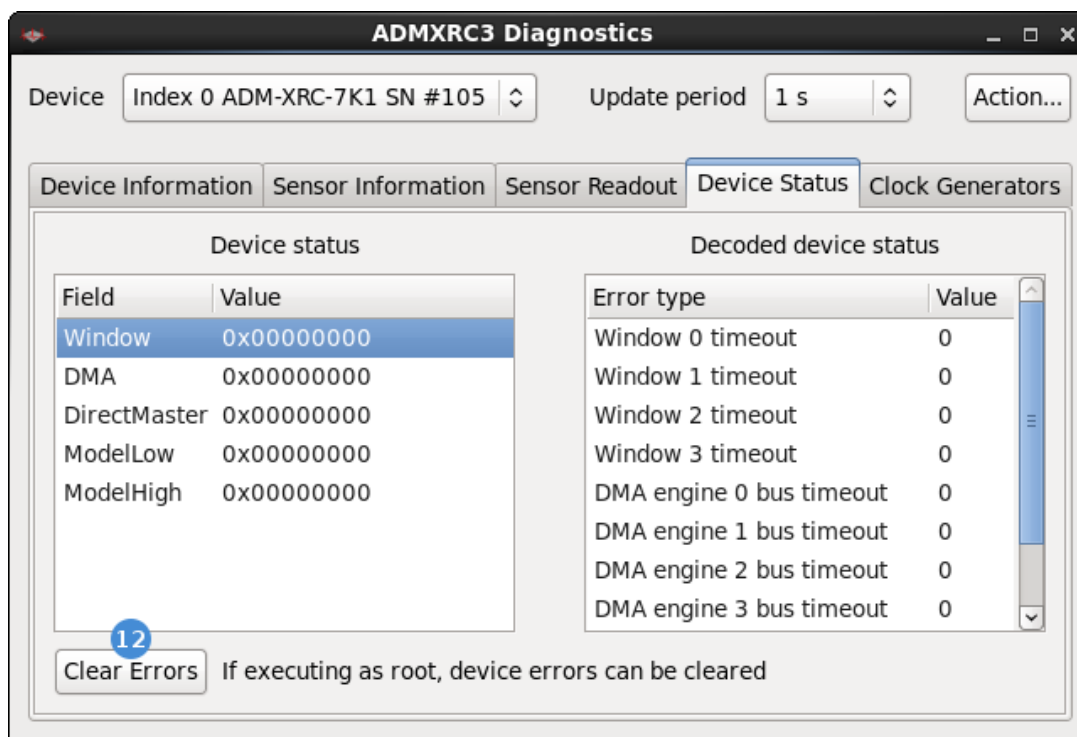 ADMXRC3 Diagnostics
Device Index 0 ADM-XRC-7K1 SN #105 Update period 1 s Action...
Device Information Sensor Information Sensor Readout Device Status Clock Generators
Device status Decoded device status
Field Value Error type Value
Window 0x00000000 Window 0 timeout 0
DMA 0x00000000 Window 1 timeout 0
DirectMaster 0x00000000 Window 2 timeout 0
ModelLow 0x00000000 Window 3 timeout 0
ModelHigh 0x00000000 DMA engine 0 bus timeout 0
DMA engine 1 bus timeout 0
DMA engine 2 bus timeout 0
DMA engine 3 bus timeout 0
12
Clear Errors If executing as root, device errors can be cleared